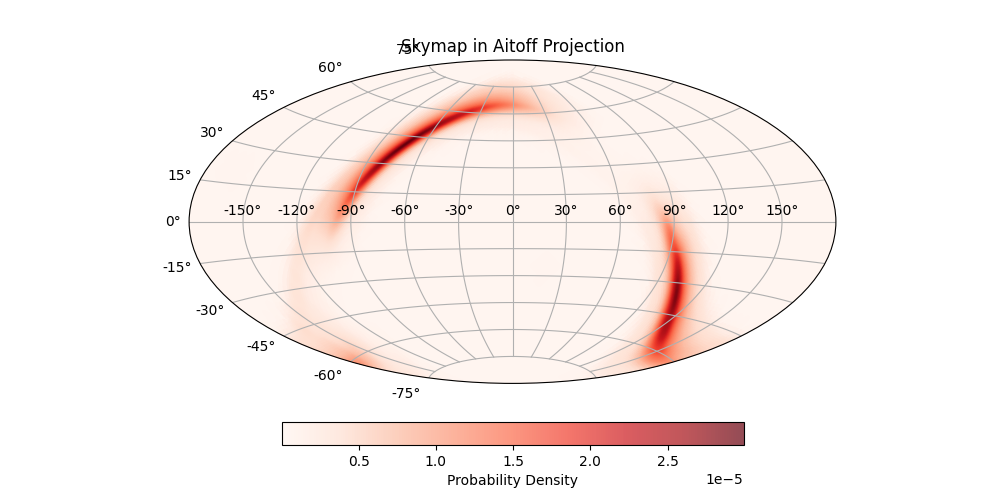 Skymap in Aitoff Projection
75°
60°
45°
30°
15°
-150° -120° -90° -60° -30° 0° 30° 60° 90° 120° 150°
0°
-15°
-30°
-45°
-60°
-75°
0.5 1.0 1.5 2.0 2.5
1e−5
Probability Density